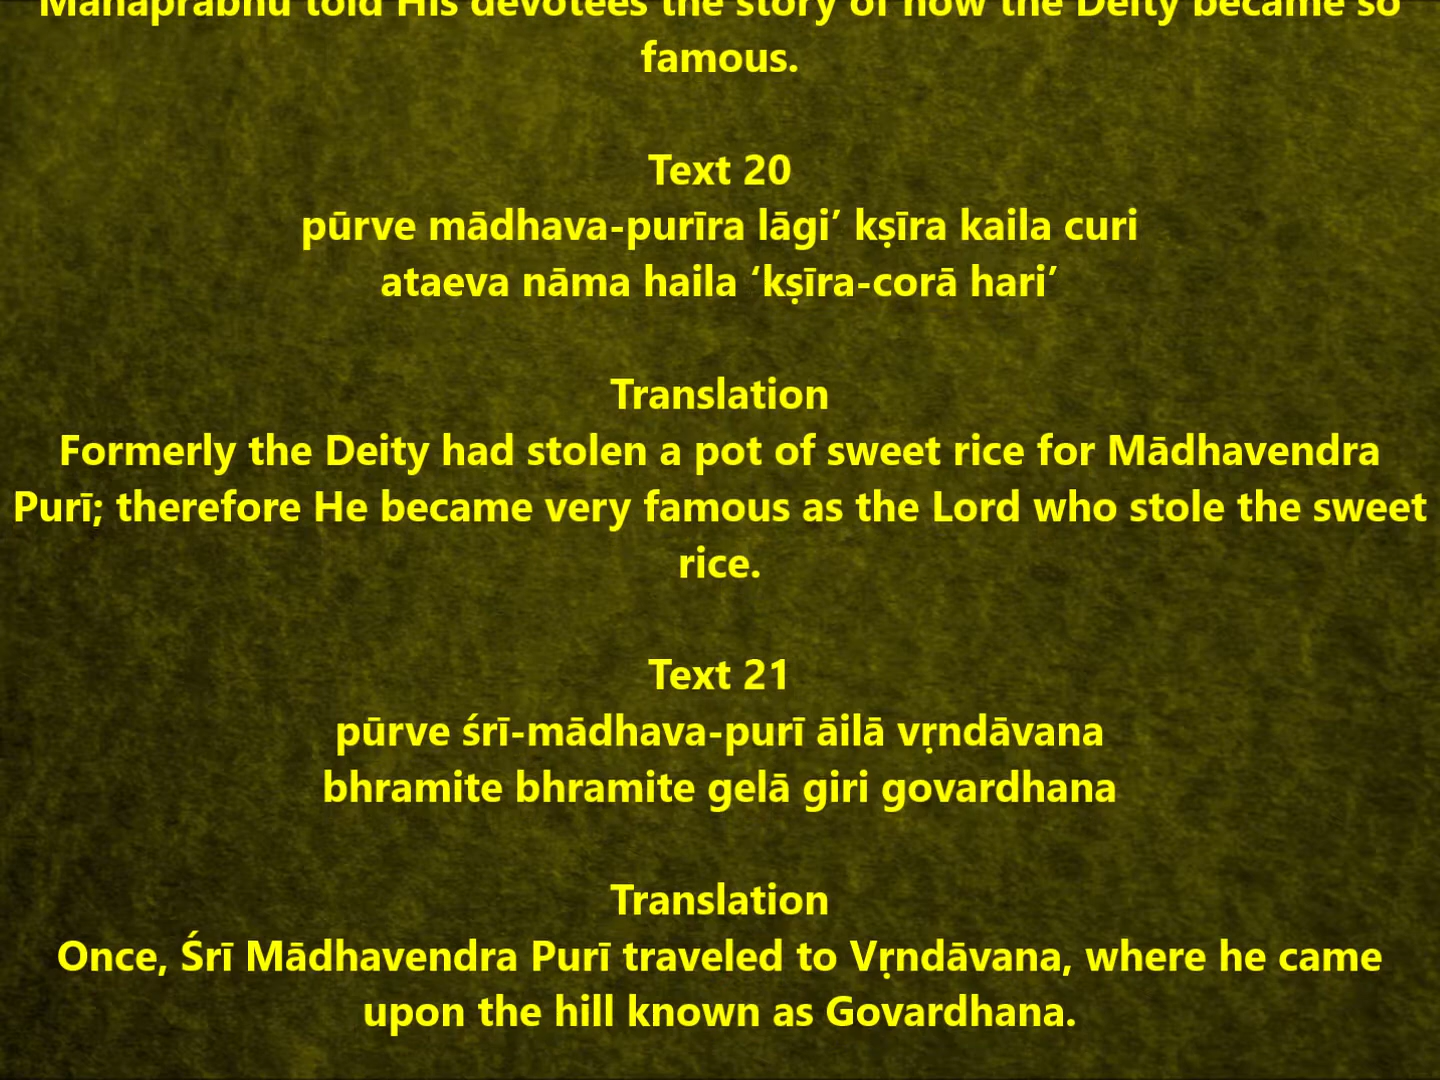 Mahāprabhu told His devotees the story of how the Deity became so
famous.
Text 20
pūrve mādhava-purīra lāgi’ kṣīra kaila curi
ataeva nāma haila ‘kṣīra-corā hari’
Translation
Formerly the Deity had stolen a pot of sweet rice for Mādhavendra
Purī; therefore He became very famous as the Lord who stole the sweet
rice.
Text 21
pūrve śrī-mādhava-purī āilā vṛndāvana
bhramite bhramite gelā giri govardhana
Translation
Once, Śrī Mādhavendra Purī traveled to Vṛndāvana, where he came
upon the hill known as Govardhana.